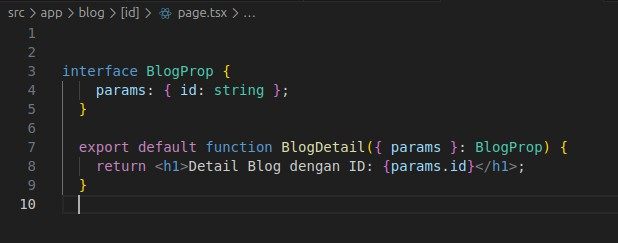 src > app > blog > [id] > page.tsx > ...
1
2
3 interface BlogProp {
4 params: { id: string };
5 }
6
7 export default function BlogDetail({ params }: BlogProp) {
8 return <h1>Detail Blog dengan ID: {params.id}</h1>;
9 }
10